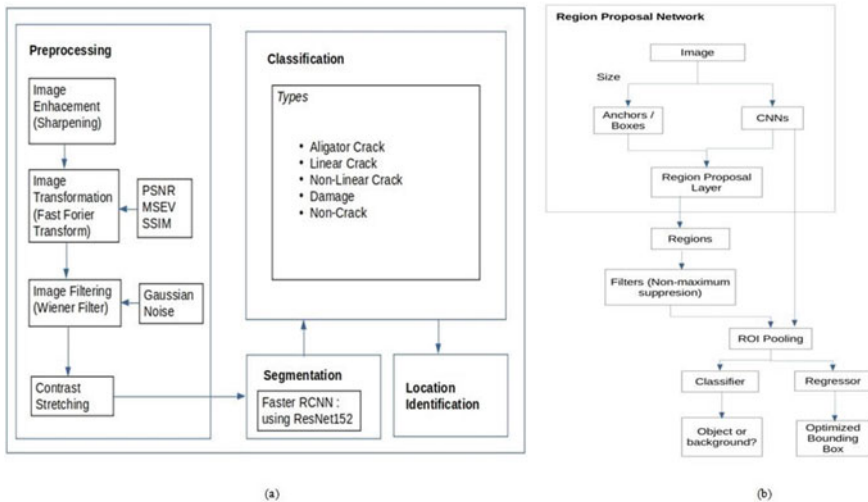 Preprocessing
Image
Enhacement
(Sharpening)
Image
Transformation
(Fast Forier
Transform)
PSNR
MSEV
SSIM
Image Filtering
(Wiener Filter)
Gaussian
Noise
Contrast
Stretching
Classification
Types
• Aligator Crack
• Linear Crack
• Non-Linear Crack
• Damage
• Non-Crack
Segmentation
Faster RCNN :
using ResNet152
Location
Identification
(a)
Region Proposal Network
Image
Size
Anchors /
Boxes
CNNs
Region Proposal
Layer
Regions
Filters (Non-maximum
suppresion)
ROI Pooling
Classifier
Regressor
Object or
background?
Optimized
Bounding
Box
(b)